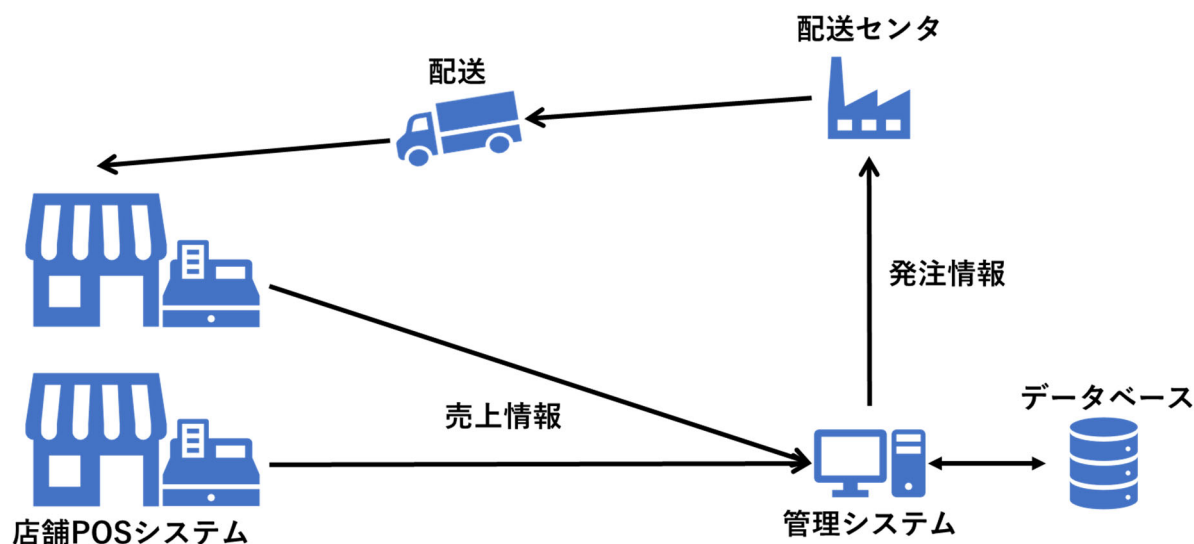 配送センタ
配送
発注情報
データベース
売上情報
管理システム
店舗POSシステム